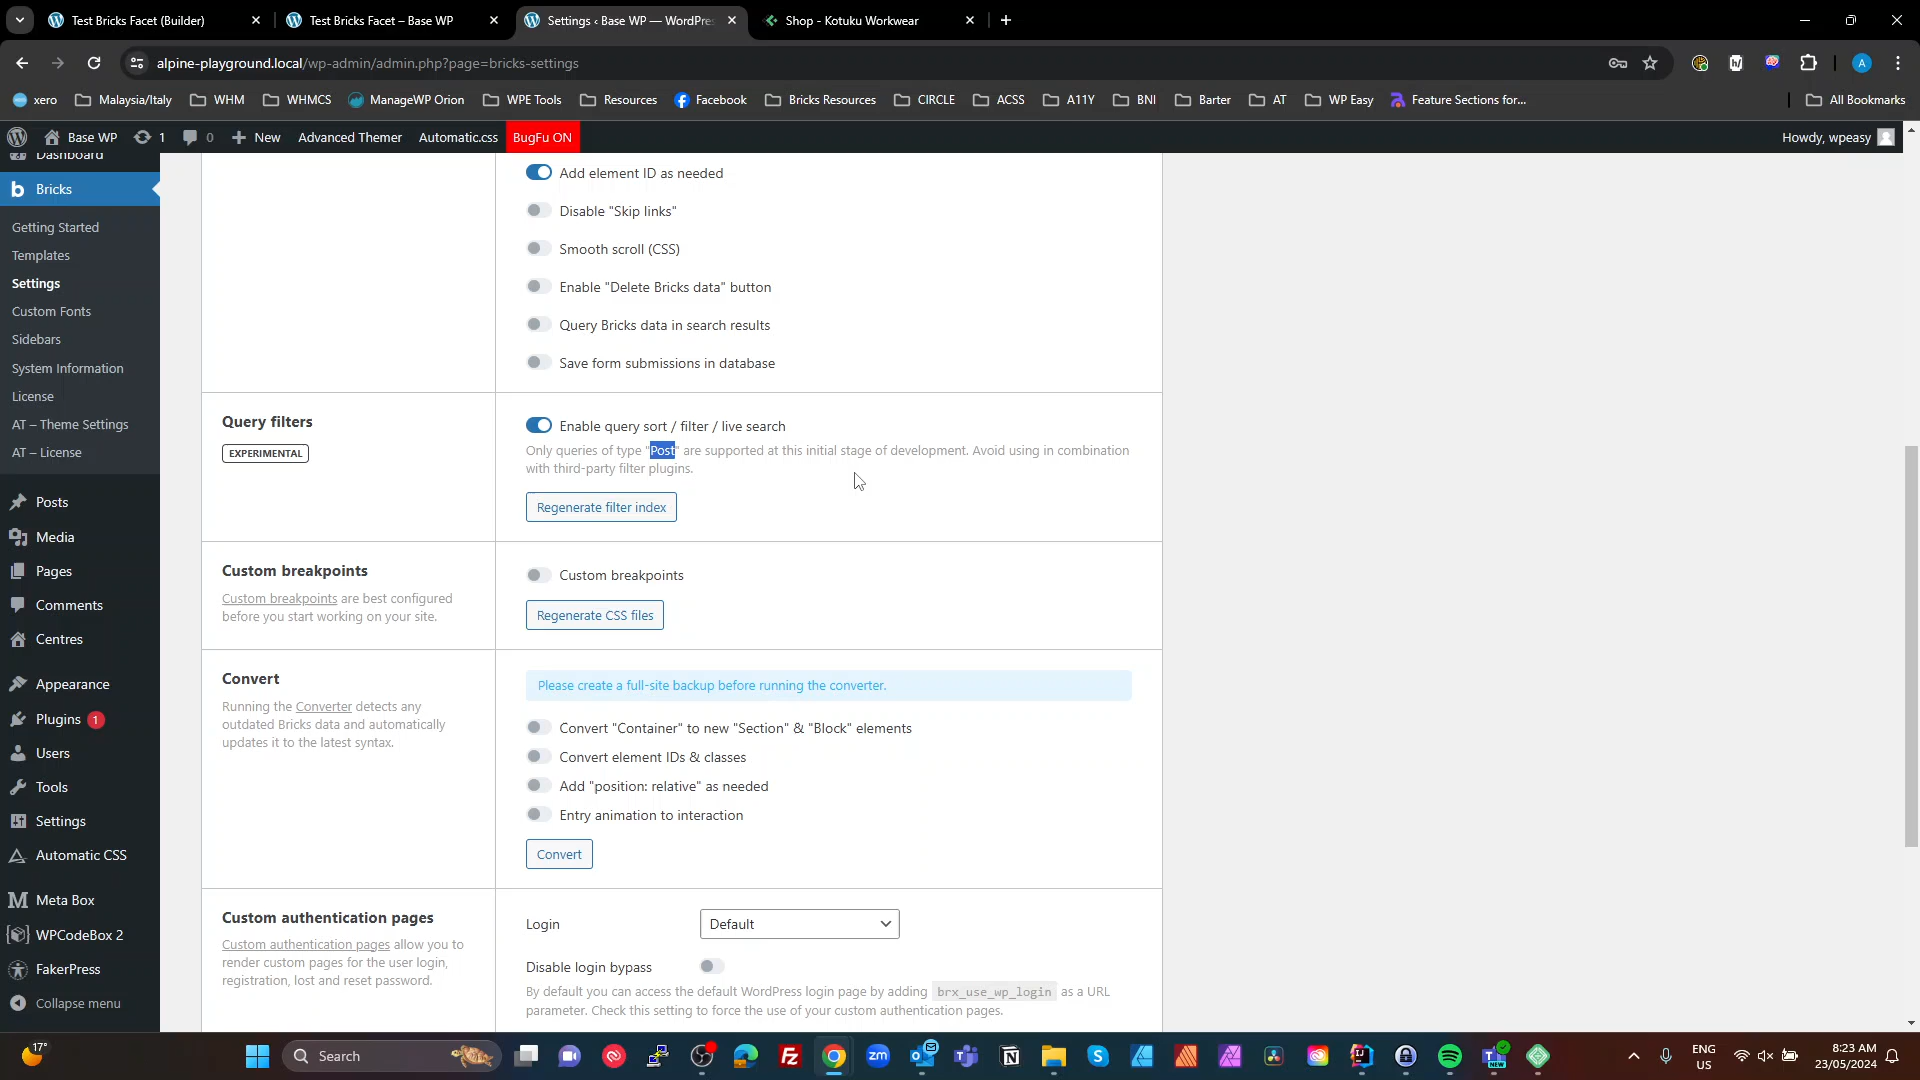 Test Bricks Facet (Builder)
Test Bricks Facet – Base WP
Settings ‹ Base WP — WordPre
Shop - Kotuku Workwear
alpine-playground.local/wp-admin/admin.php?page=bricks-settings
A
xero
Malaysia/Italy
WHM
WHMCS
ManageWP Orion
WPE Tools
Resources
Facebook
Bricks Resources
CIRCLE
ACSS
A11Y
BNI
Barter
AT
WP Easy
Feature Sections for...
All Bookmarks
Base WP
1
0
New
Advanced Themer
Automatic.css
BugFu ON
Howdy, wpeasy
Dashboard
Bricks
Getting Started
Templates
Settings
Custom Fonts
Sidebars
System Information
License
AT – Theme Settings
AT – License
Posts
Media
Pages
Comments
Centres
Appearance
Plugins 1
Users
Tools
Settings
Automatic CSS
Meta Box
WPCodeBox 2
FakerPress
Collapse menu
Add element ID as needed
Disable "Skip links"
Smooth scroll (CSS)
Enable "Delete Bricks data" button
Query Bricks data in search results
Save form submissions in database
Query filters
EXPERIMENTAL
Enable query sort / filter / live search
Only queries of type "Post" are supported at this initial stage of development. Avoid using in combination
with third-party filter plugins.
Regenerate filter index
Custom breakpoints
Custom breakpoints are best configured
before you start working on your site.
Custom breakpoints
Regenerate CSS files
Convert
Running the Converter detects any
outdated Bricks data and automatically
updates it to the latest syntax.
Please create a full-site backup before running the converter.
Convert "Container" to new "Section" & "Block" elements
Convert element IDs & classes
Add "position: relative" as needed
Entry animation to interaction
Convert
Custom authentication pages
Custom authentication pages allow you to
render custom pages for the user login,
registration, lost and reset password.
Login
Default
Disable login bypass
By default you can access the default WordPress login page by adding brx_use_wp_login as a URL
parameter. Check this setting to force the use of your custom authentication pages.
17°
Search
zm
NEW
ENG
US
8:23 AM
23/05/2024